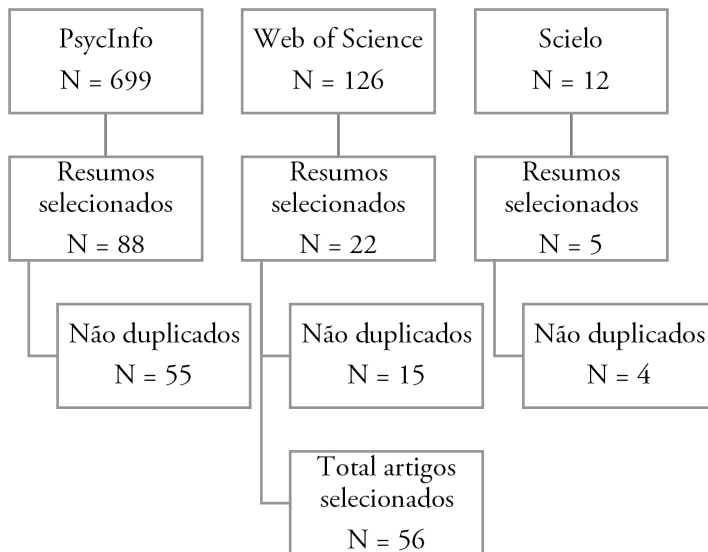 PsycInfo
N = 699
Web of Science
N = 126
Scielo
N = 12
Resumos
selecionados
N = 88
Resumos
selecionados
N = 22
Resumos
selecionados
N = 5
Não duplicados
N = 55
Não duplicados
N = 15
Não duplicados
N = 4
Total artigos
selecionados
N = 56